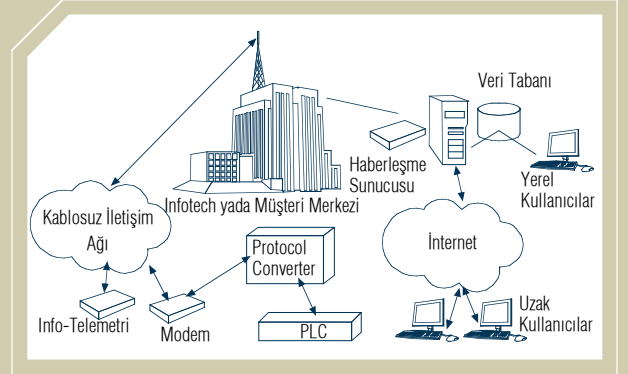 Veri Tabanı
Haberleşme
Sunucusu
Yerel
Kullanıcılar
Infotech yada Müşteri Merkezi
Kablosuz İletişim
Ağı
Protocol
Converter
İnternet
Info-Telemetri
Modem
PLC
Uzak
Kullanıcılar